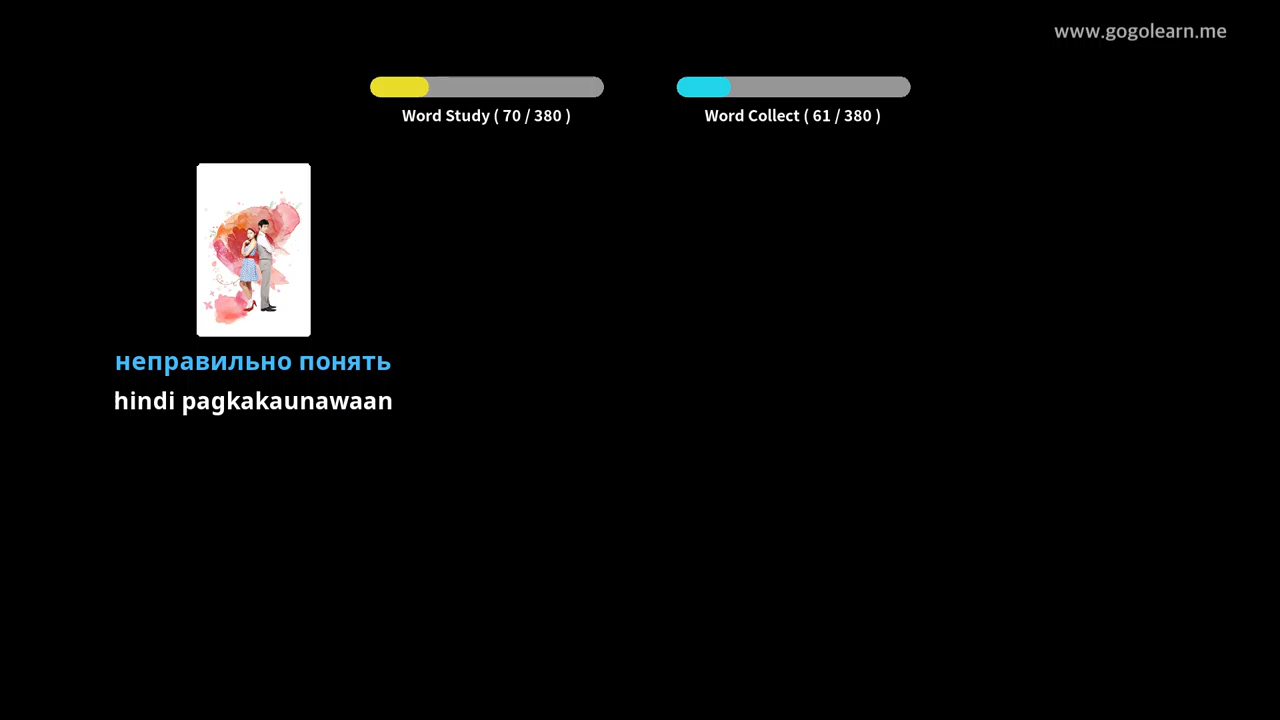 www.gogolearn.me
Word Study ( 70 / 380 )
Word Collect ( 61 / 380 )
неправильно понять
hindi pagkakaunawaan